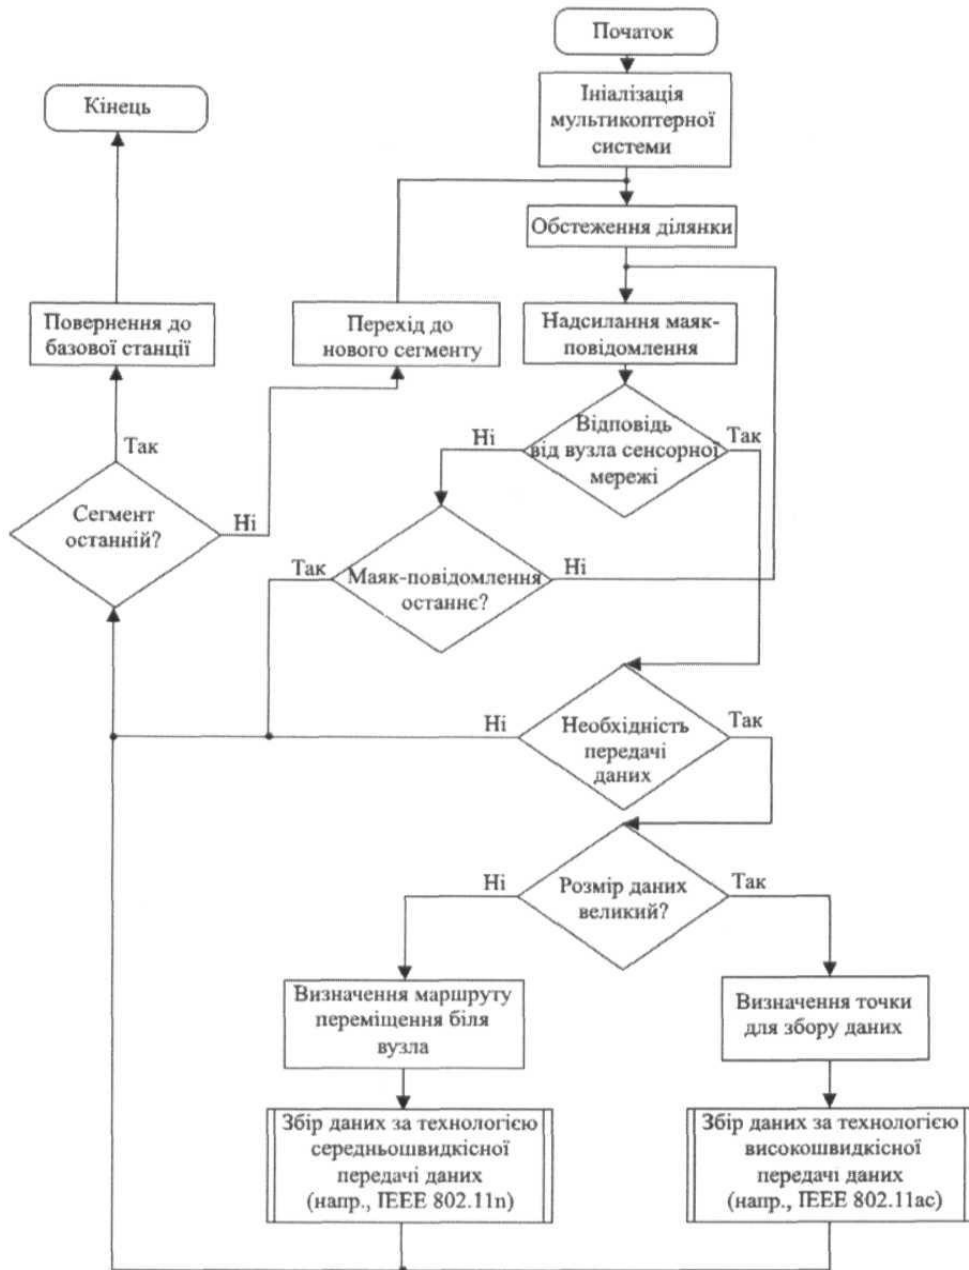 Початок
Кінець
Ініалізація
мультикоптерної
системи
Обстеження ділянки
Повернення до
базової станції
Перехід до
нового сегменту
Надсилання маяк-
повідомлення
Так
Ні
Відповідь
від вузла сенсорної
мережі
Так
Сегмент
останній?
Ні
Так
Маяк-повідомлення
останнє?
Ні
Ні
Необхідність
передачі
даних
Так
Ні
Розмір даних
великий?
Так
Визначення маршруту
переміщення біля
вузла
Визначення точки
для збору даних
Збір даних за технологією
середньошвидкісної
передачі даних
(напр., IEEE 802.11n)
Збір даних за технологією
високошвидкісної
передачі даних
(напр., IEEE 802.11ac)